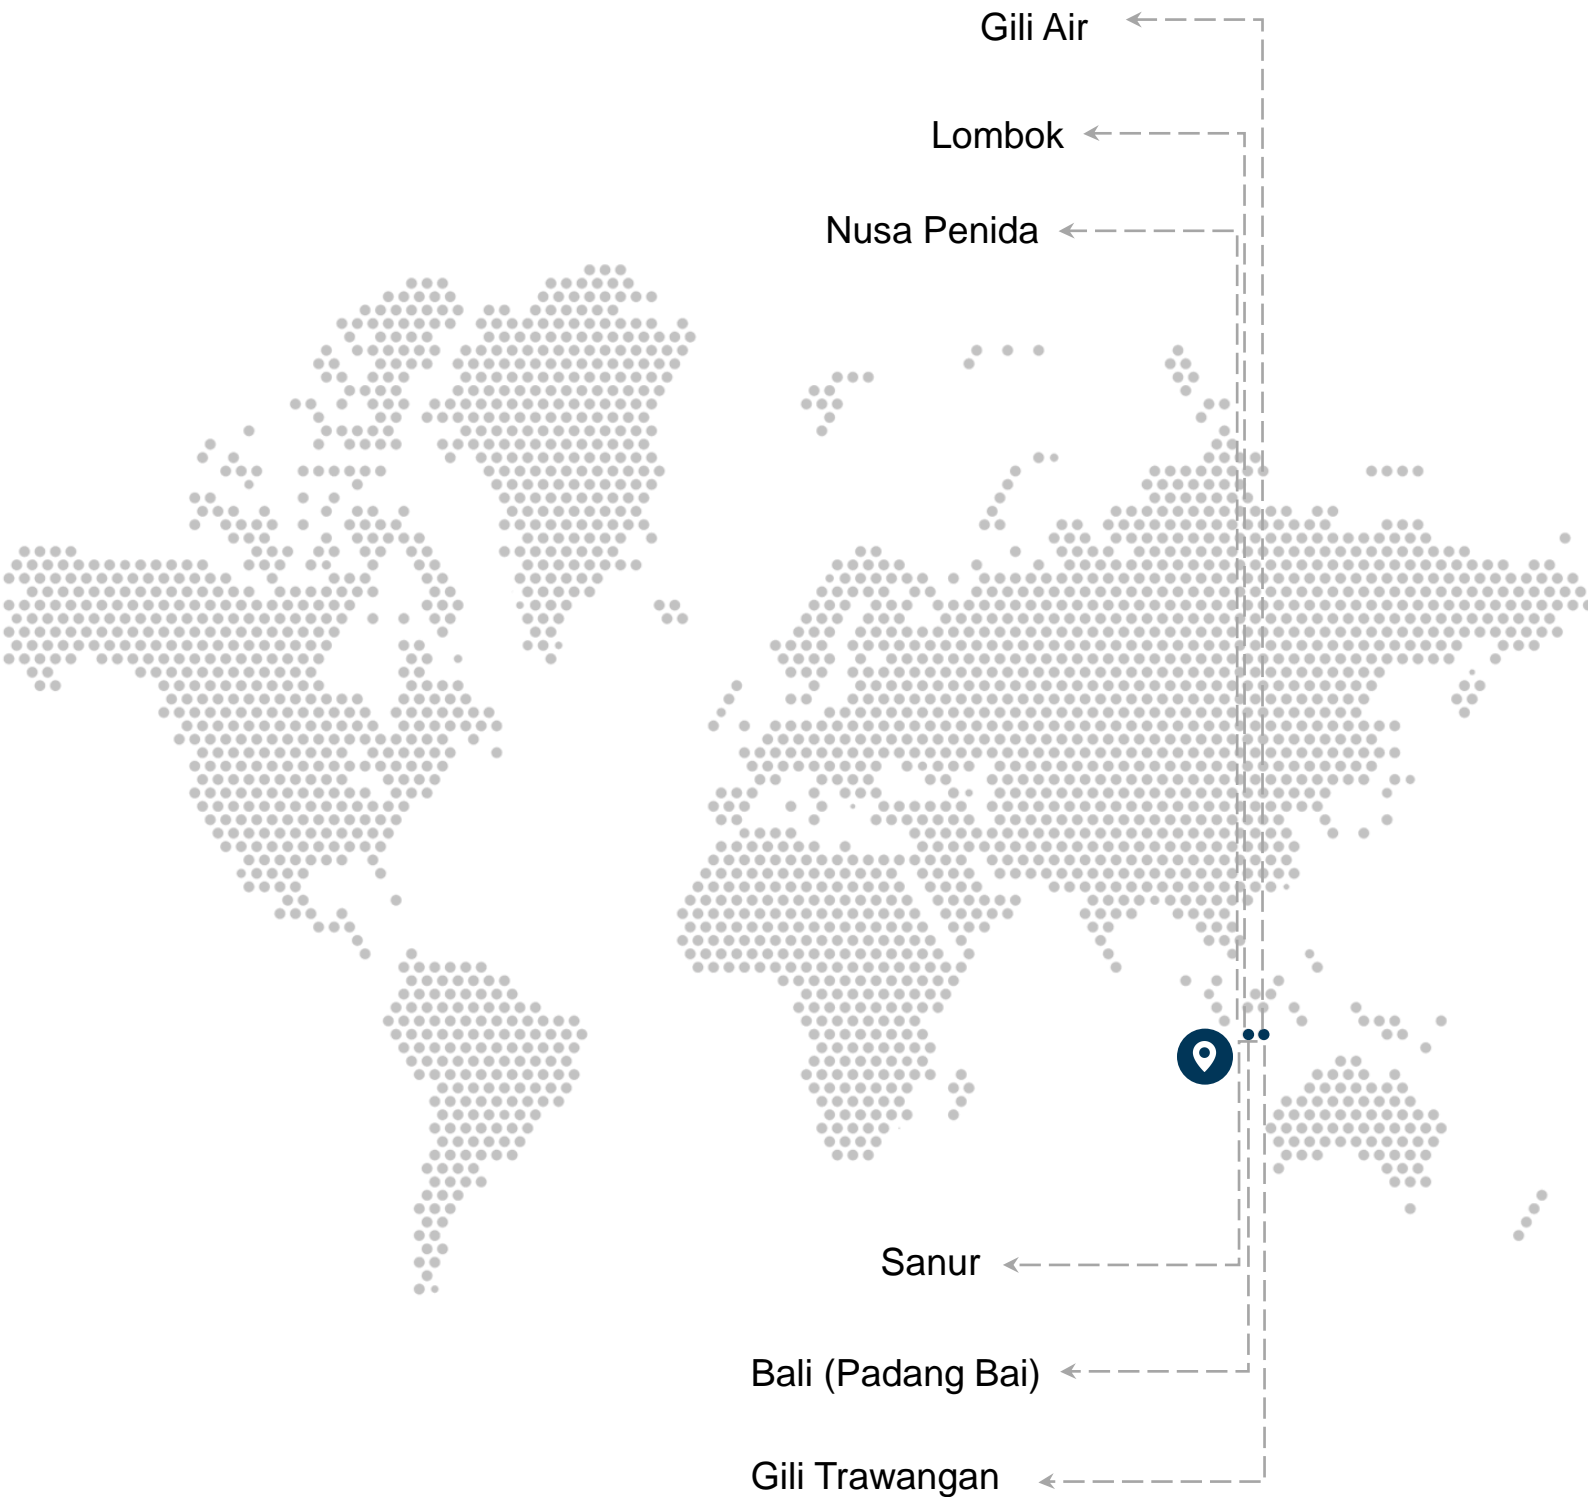 Gili Air
Lombok
Nusa Penida
Sanur
Bali (Padang Bai)
Gili Trawangan